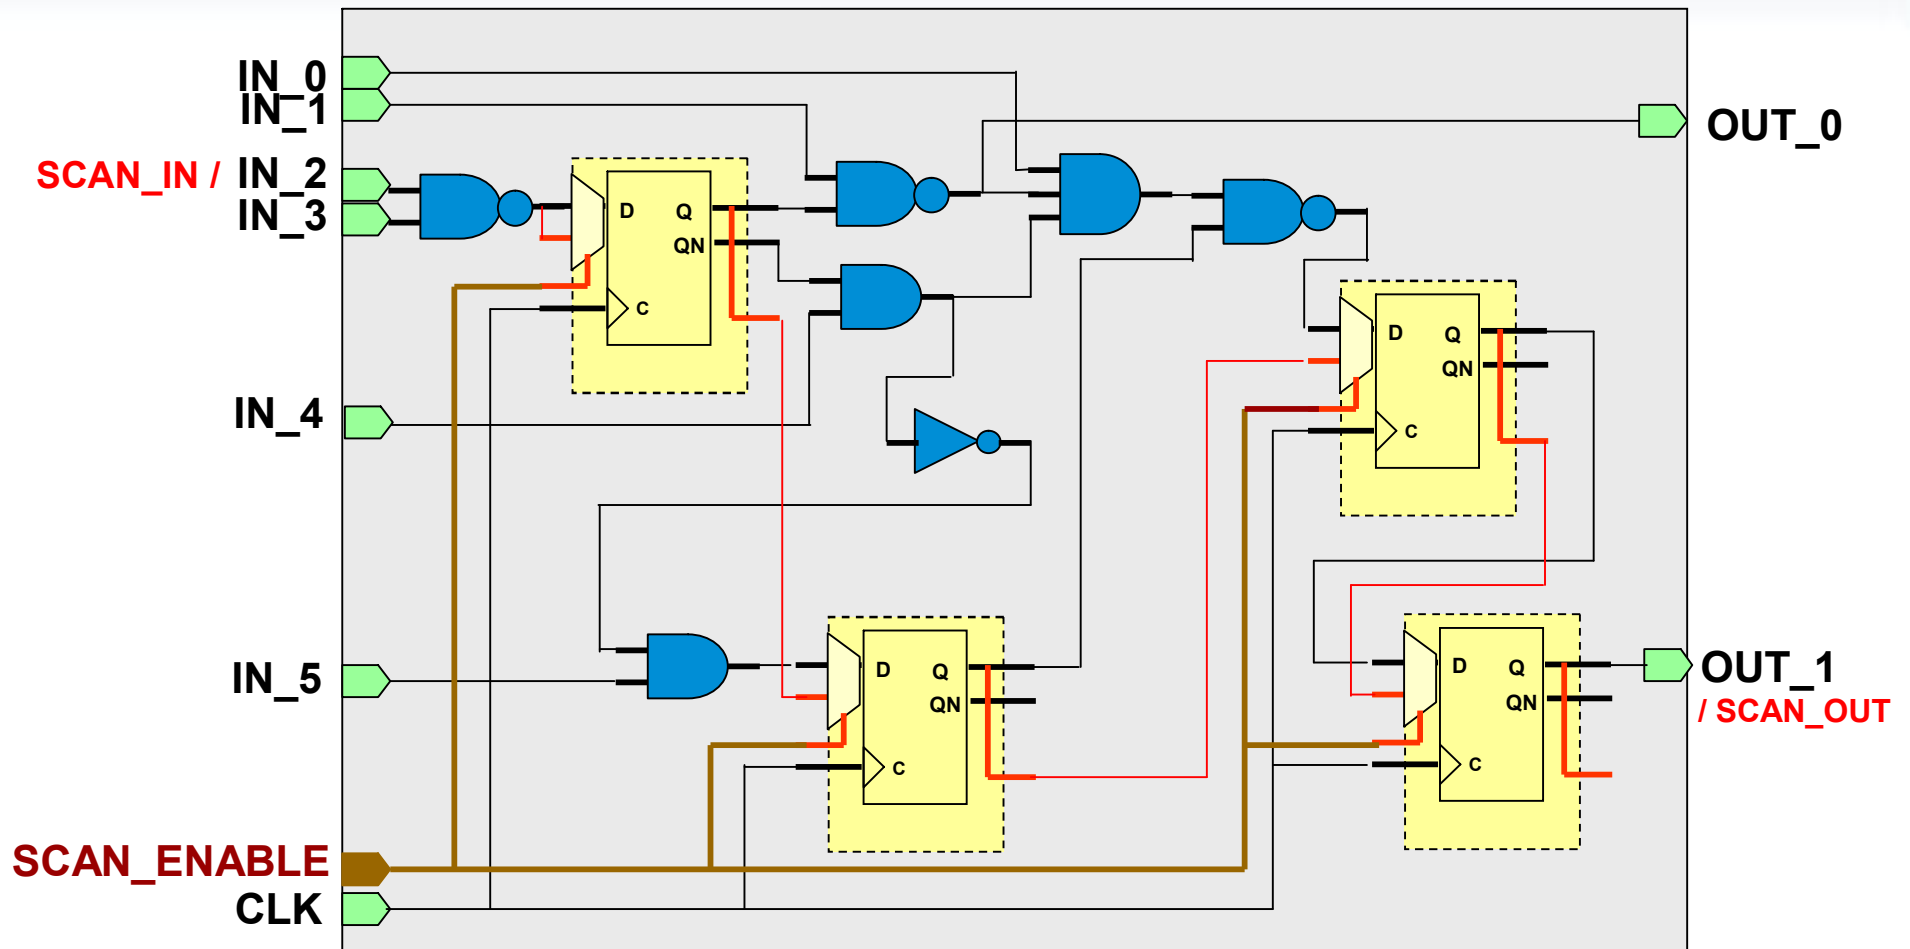 IN_0
IN_1
OUT_0
SCAN_IN / IN_2
IN_3
D Q
QN
C
D Q
QN
C
IN_4
IN_5
D Q
QN
C
D Q
QN
C
OUT_1
/ SCAN_OUT
SCAN_ENABLE
CLK